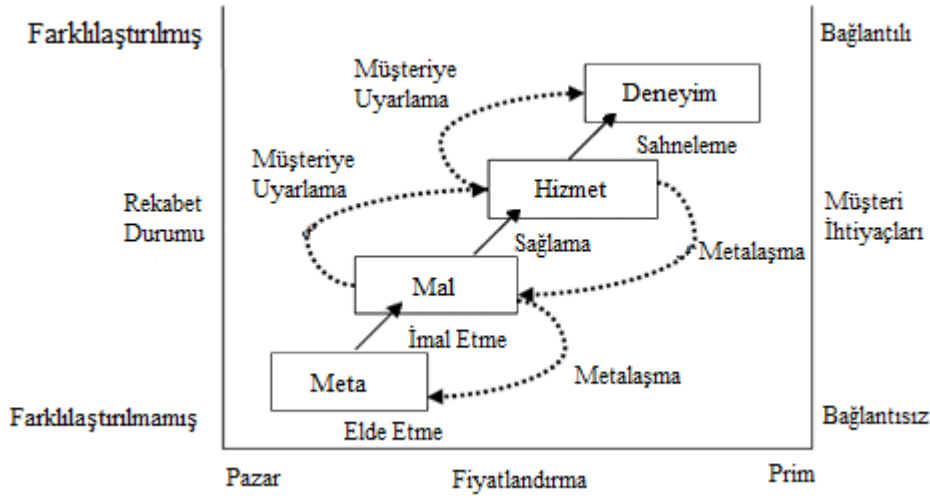 Farklılaştırılmış
Bağlantılı
Müşteriye
Uyarlama
Deneyim
Sahneleme
Müşteriye
Uyarlama
Hizmet
Rekabet
Durumu
Müşteri
İhtiyaçları
Sağlama
Metalaşma
Mal
İmal Etme
Metalaşma
Meta
Farklılaştırılmamış
Bağlantısız
Elde Etme
Pazar
Fiyatlandırma
Prim